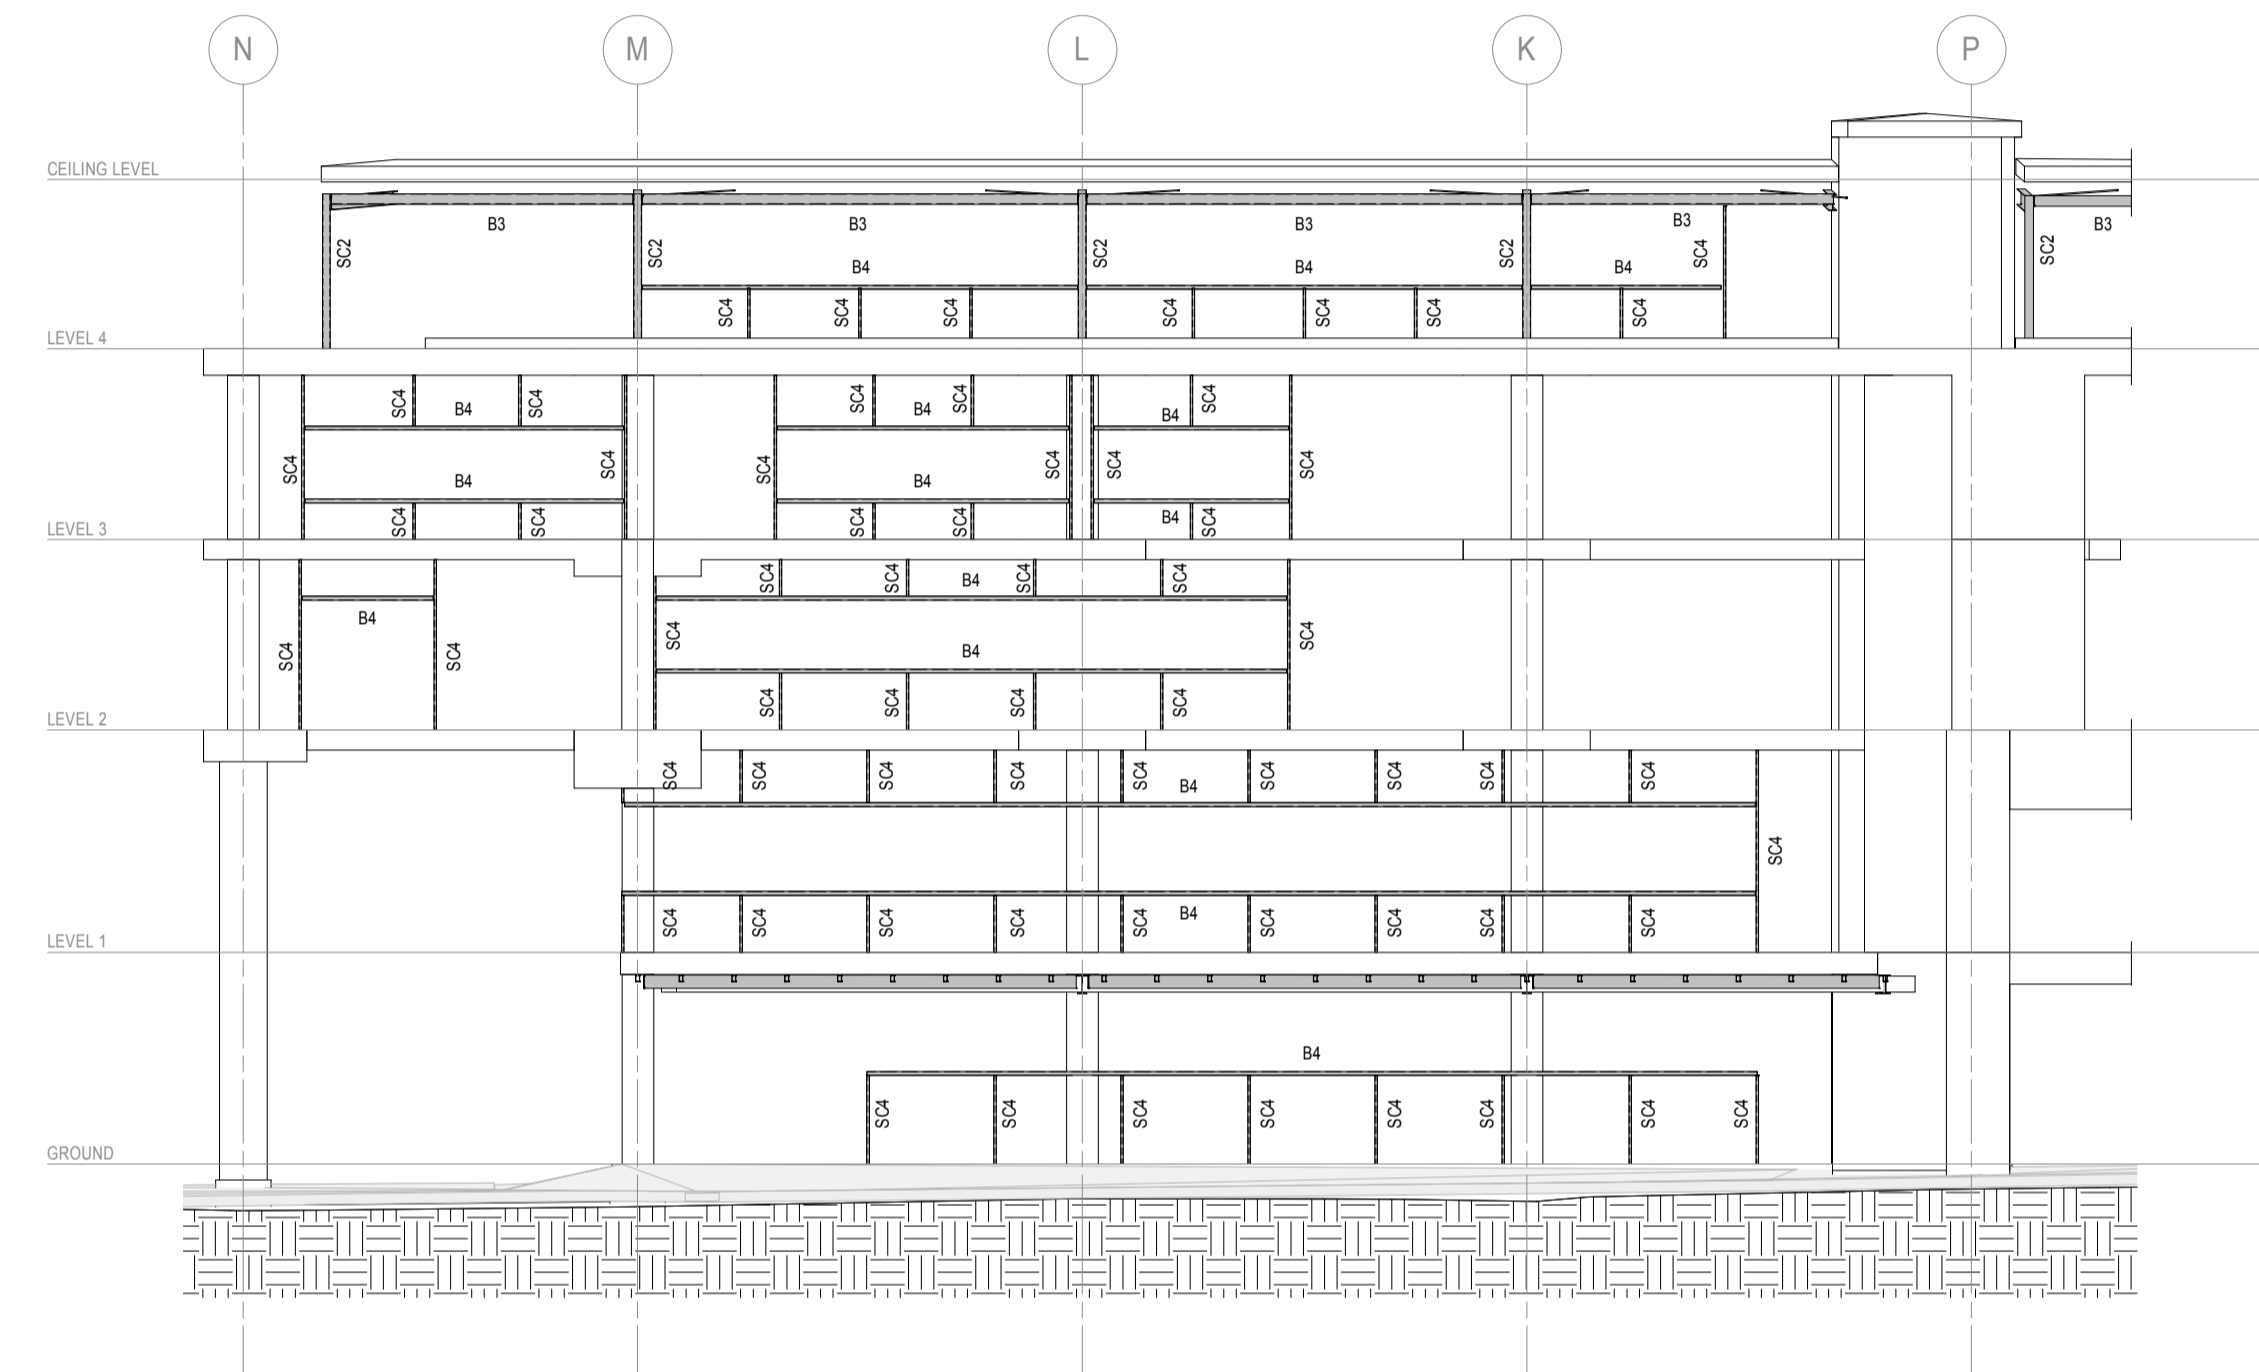 N M L K P
CEILING LEVEL
B3 B3 B3 B3 B3
SC2 SC2 SC2 SC2 SC4 SC2
B4 B4 B4
SC4 SC4 SC4 SC4 SC4 SC4 SC4
LEVEL 4
SC4 B4 SC4 SC4 B4 SC4 B4 SC4
SC4 SC4 SC4 SC4 SC4 SC4
B4 B4
SC4 SC4 SC4 SC4 B4 SC4
LEVEL 3
SC4 SC4 B4 SC4 SC4
B4
SC4 SC4 SC4 SC4
B4
SC4 SC4 SC4 SC4
LEVEL 2
SC4 SC4 SC4 SC4 SC4 B4 SC4 SC4 SC4 SC4
SC4
SC4 SC4 SC4 SC4 SC4 B4 SC4 SC4 SC4 SC4
LEVEL 1
B4
SC4 SC4 SC4 SC4 SC4 SC4 SC4 SC4
GROUND